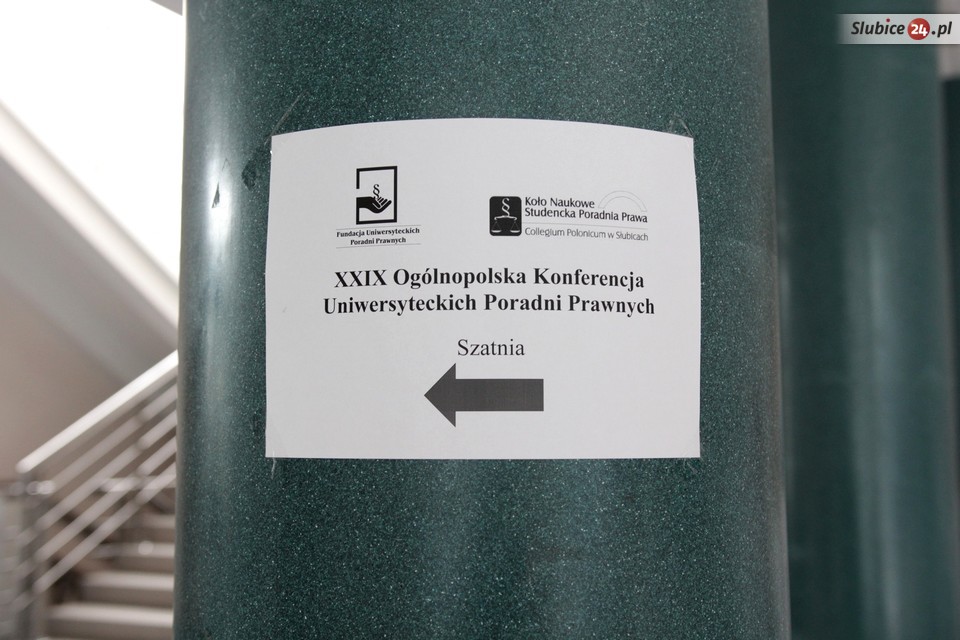 Slubice24.pl
§
Fundacja Uniwersyteckich
Poradni Prawnych
§
Koło Naukowe
Studencka Poradnia Prawa
Collegium Polonicum w Słubicach
XXIX Ogólnopolska Konferencja
Uniwersyteckich Poradni Prawnych
Szatnia